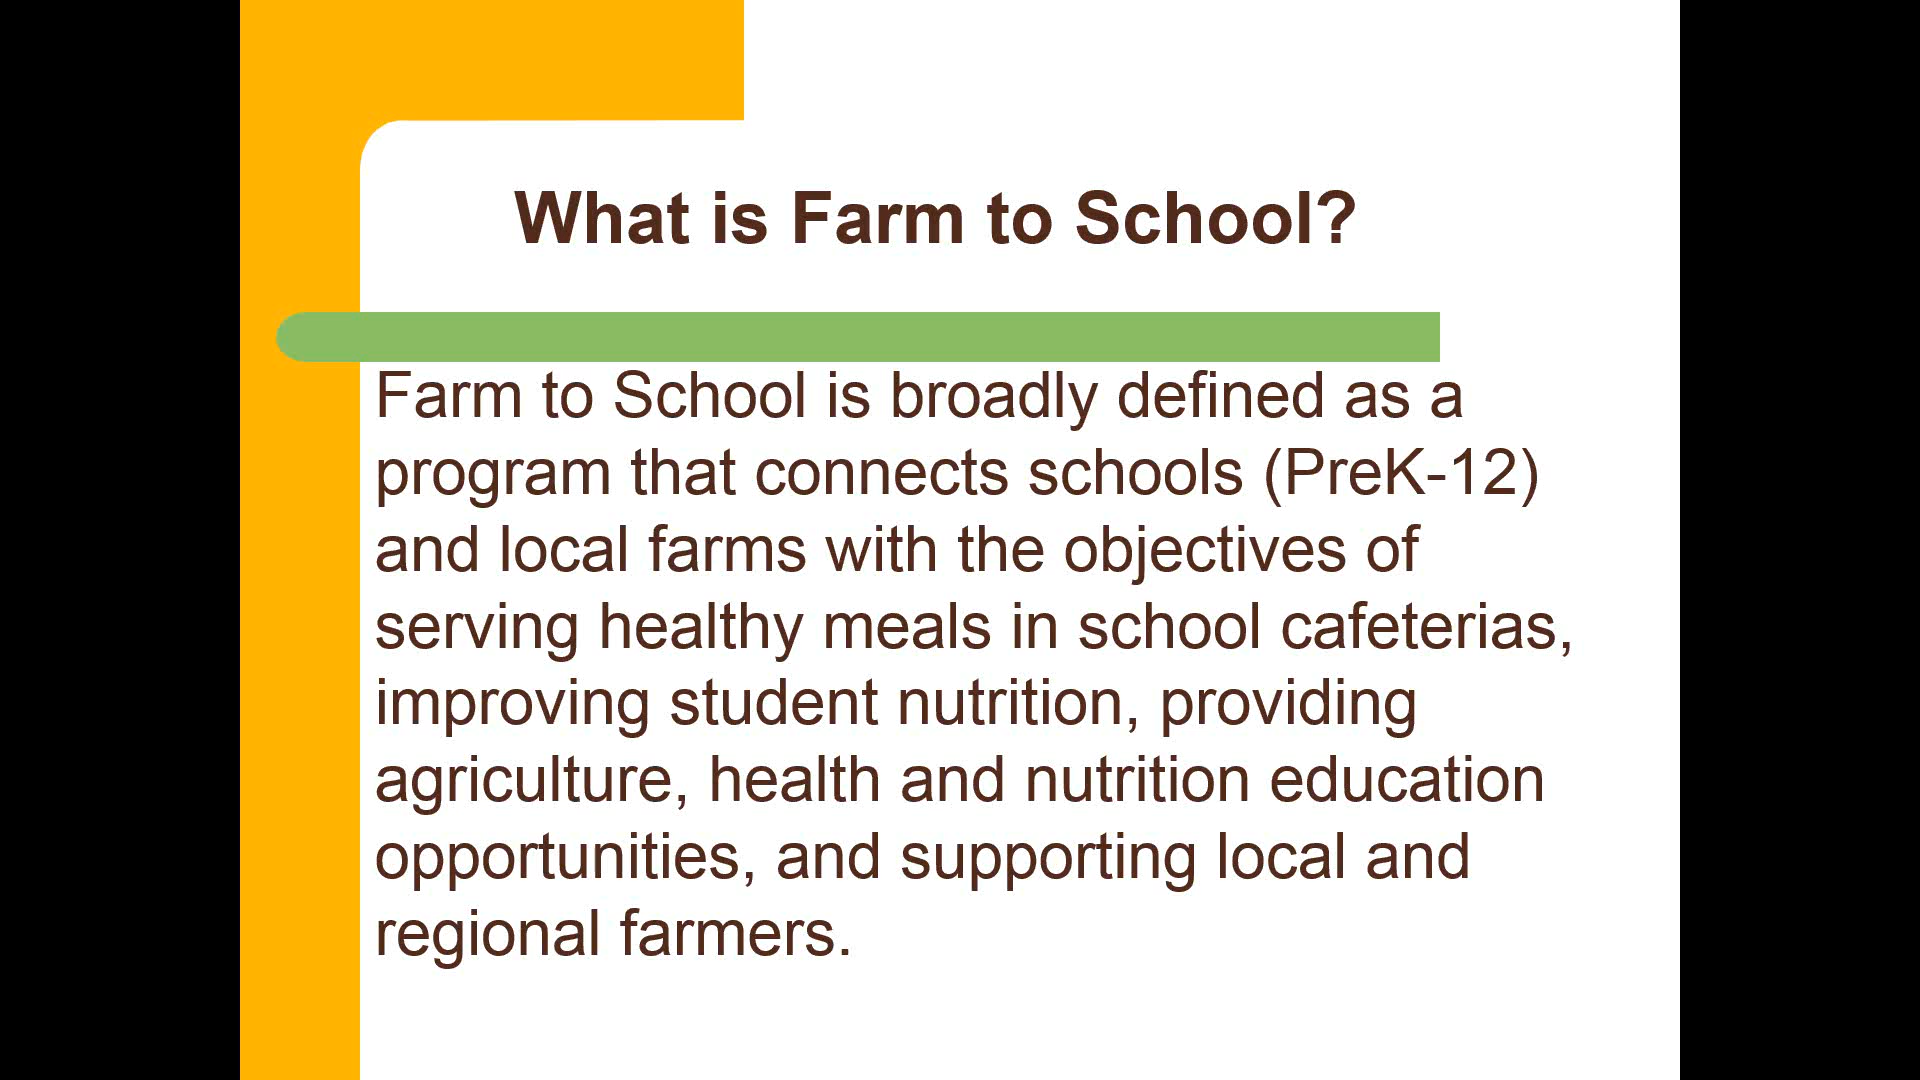 What is Farm to School?
Farm to School is broadly defined as a
program that connects schools (PreK-12)
and local farms with the objectives of
serving healthy meals in school cafeterias,
improving student nutrition, providing
agriculture, health and nutrition education
opportunities, and supporting local and
regional farmers.